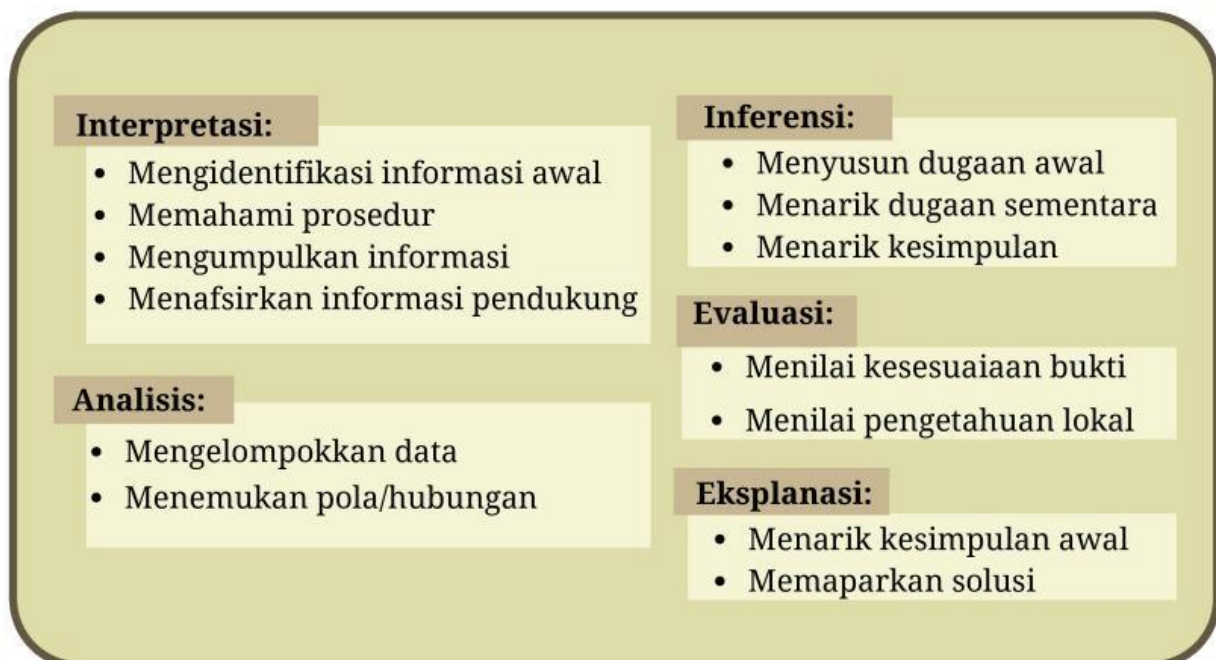 Interpretasi:
• Mengidentifikasi informasi awal
• Memahami prosedur
• Mengumpulkan informasi
• Menafsirkan informasi pendukung
Analisis:
• Mengelompokkan data
• Menemukan pola/hubungan
Inferensi:
• Menyusun dugaan awal
• Menarik dugaan sementara
• Menarik kesimpulan
Evaluasi:
• Menilai kesesuaiaan bukti
• Menilai pengetahuan lokal
Eksplanasi:
• Menarik kesimpulan awal
• Memaparkan solusi